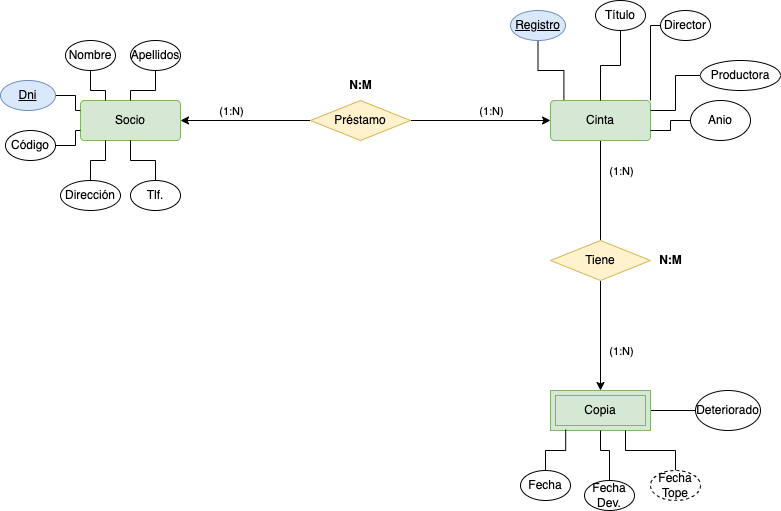 Título
Registro
Director
Nombre
Apellidos
Productora
N:M
Dni
(1:N)
(1:N)
Socio
Préstamo
Cinta
Anio
Código
(1:N)
Dirección
Tlf.
Tiene
N:M
(1:N)
Copia
Deteriorado
Fecha
Fecha
Dev.
Fecha
Tope